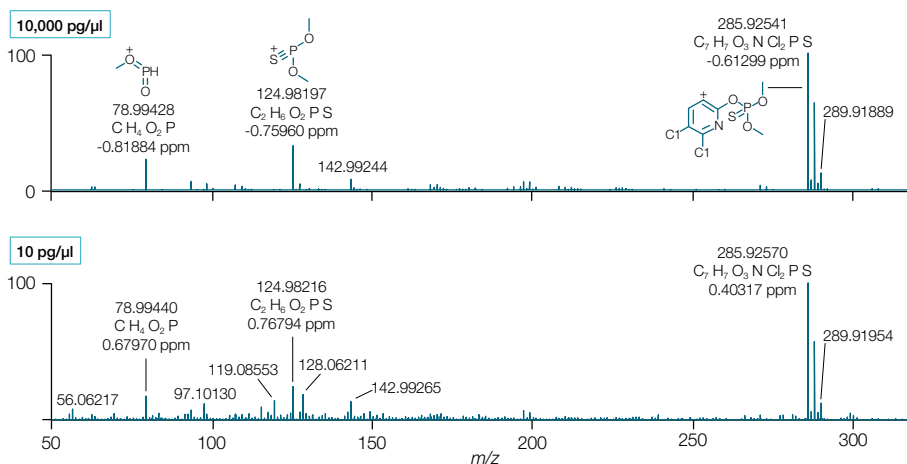 10,000 pg/µl
100
0
O
+
PH
O
78.99428
C H₄ O₂ P
-0.81884 ppm
+
S
P
O
O
124.98197
C₂ H₆ O₂ P S
-0.75960 ppm
142.99244
285.92541
C₇ H₇ O₃ N Cl₂ P S
-0.61299 ppm
+
O
P
S
O
O
N
C1
C1
289.91889
10 pg/µl
100
78.99440
C H₄ O₂ P
0.67970 ppm
124.98216
C₂ H₆ O₂ P S
0.76794 ppm
285.92570
C₇ H₇ O₃ N Cl₂ P S
0.40317 ppm
56.06217
97.10130
119.08553
128.06211
142.99265
289.91954
0
50
100
150
200
250
300
m/z